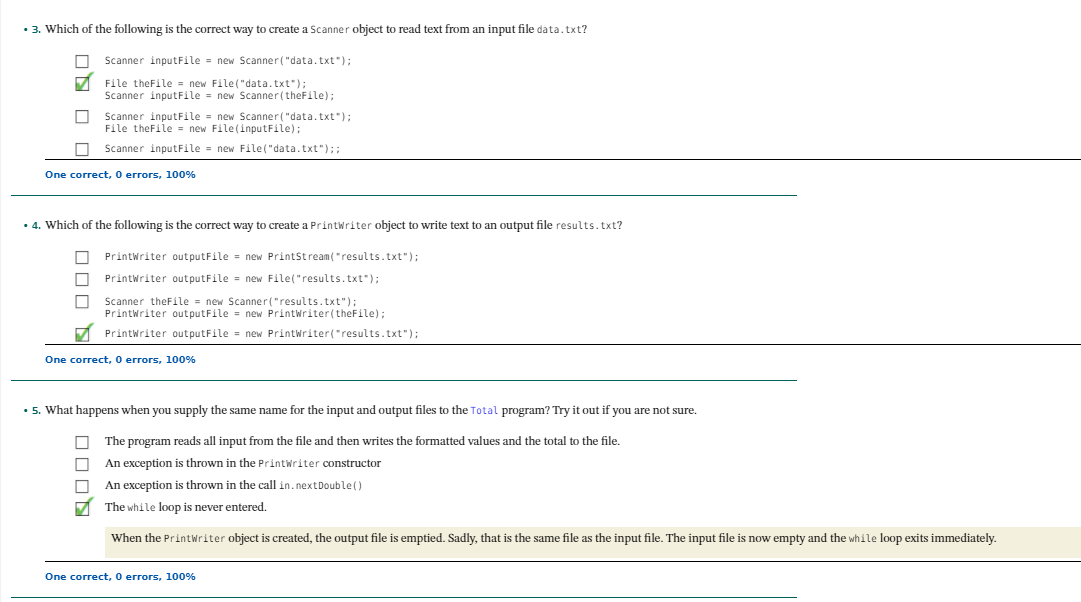 • 3. Which of the following is the correct way to create a Scanner object to read text from an input file data.txt?
Scanner inputFile = new Scanner("data.txt");
File theFile = new File("data.txt");
Scanner inputFile = new Scanner(theFile);
Scanner inputFile = new Scanner("data.txt");
File theFile = new File(inputFile);
Scanner inputFile = new File("data.txt");;
One correct, 0 errors, 100%
• 4. Which of the following is the correct way to create a PrintWriter object to write text to an output file results.txt?
PrintWriter outputFile = new PrintStream("results.txt");
PrintWriter outputFile = new File("results.txt");
Scanner theFile = new Scanner("results.txt");
PrintWriter outputFile = new PrintWriter(theFile);
PrintWriter outputFile = new PrintWriter("results.txt");
One correct, 0 errors, 100%
• 5. What happens when you supply the same name for the input and output files to the Total program? Try it out if you are not sure.
The program reads all input from the file and then writes the formatted values and the total to the file.
An exception is thrown in the PrintWriter constructor
An exception is thrown in the call in.nextDouble()
The while loop is never entered.
When the PrintWriter object is created, the output file is emptied. Sadly, that is the same file as the input file. The input file is now empty and the while loop exits immediately.
One correct, 0 errors, 100%